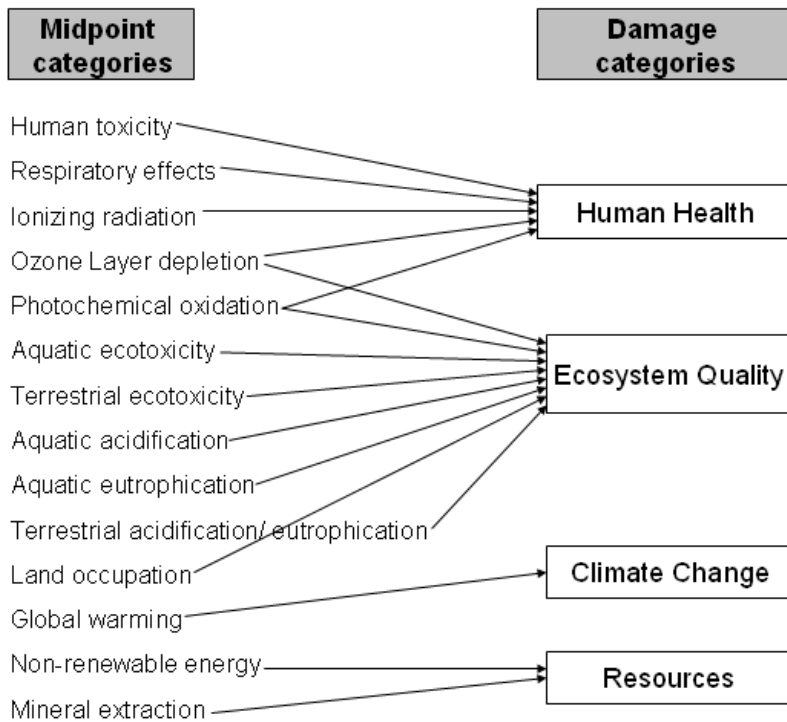 Midpoint
categories
Damage
categories
Human toxicity
Respiratory effects
Ionizing radiation
Ozone Layer depletion
Photochemical oxidation
Aquatic ecotoxicity
Terrestrial ecotoxicity
Aquatic acidification
Aquatic eutrophication
Terrestrial acidification/ eutrophication
Land occupation
Global warming
Non-renewable energy
Mineral extraction
Human Health
Ecosystem Quality
Climate Change
Resources